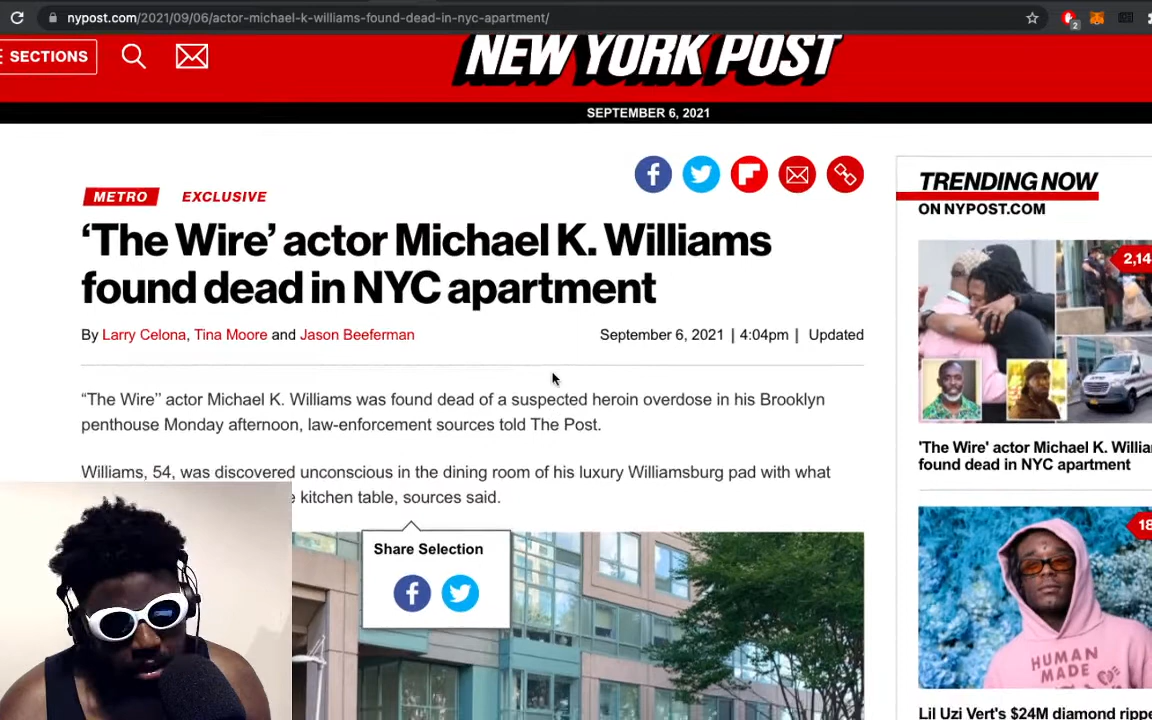 nypost.com/2021/09/06/actor-michael-k-williams-found-dead-in-nyc-apartment/
2
SECTIONS
NEW YORK POST
SEPTEMBER 6, 2021
METRO EXCLUSIVE
‘The Wire’ actor Michael K. Williams
found dead in NYC apartment
By Larry Celona, Tina Moore and Jason Beeferman
September 6, 2021 | 4:04pm | Updated
“The Wire” actor Michael K. Williams was found dead of a suspected heroin overdose in his Brooklyn
penthouse Monday afternoon, law-enforcement sources told The Post.
Williams, 54, was discovered unconscious in the dining room of his luxury Williamsburg pad with what
kitchen table, sources said.
Share Selection
TRENDING NOW
ON NYPOST.COM
2,14
'The Wire' actor Michael K. Willia
found dead in NYC apartment
18
HUMAN
MADE
Lil Uzi Vert's $24M diamond rippe